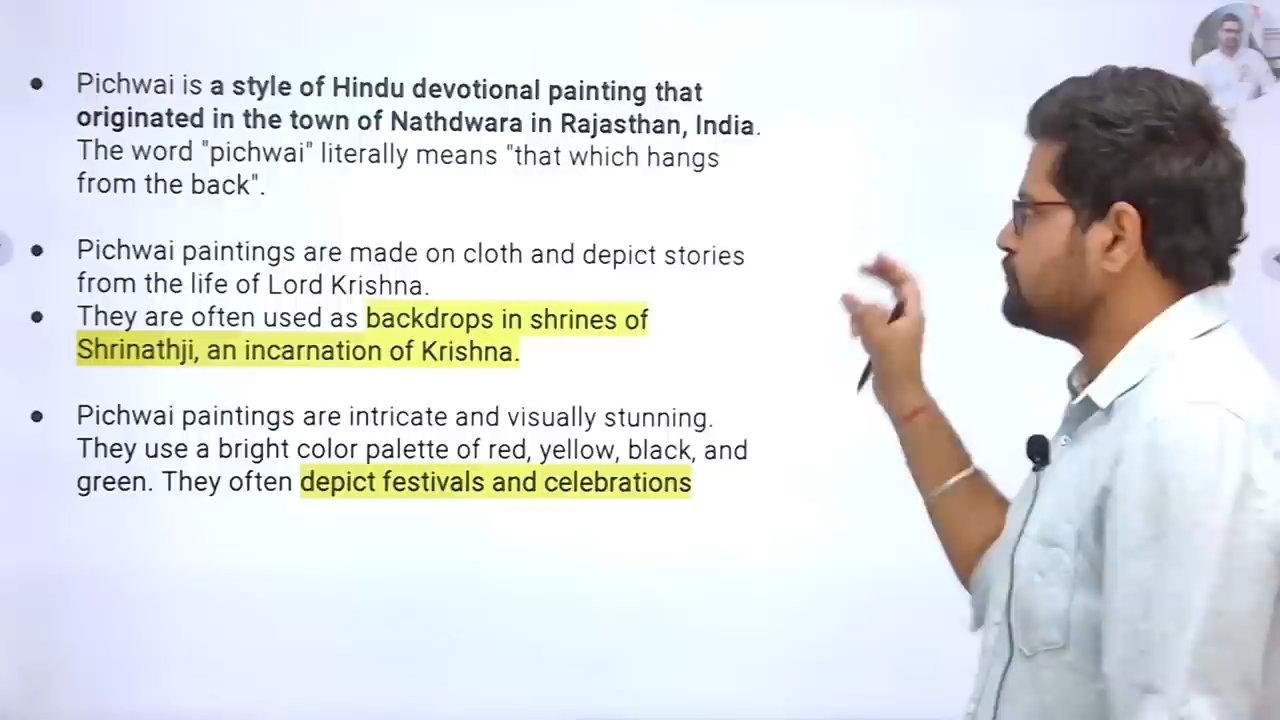 Pichwai is a style of Hindu devotional painting that
originated in the town of Nathdwara in Rajasthan, India.
The word "pichwai" literally means "that which hangs
from the back".
Pichwai paintings are made on cloth and depict stories
from the life of Lord Krishna.
They are often used as backdrops in shrines of
Shrinathji, an incarnation of Krishna.
Pichwai paintings are intricate and visually stunning.
They use a bright color palette of red, yellow, black, and
green. They often depict festivals and celebrations